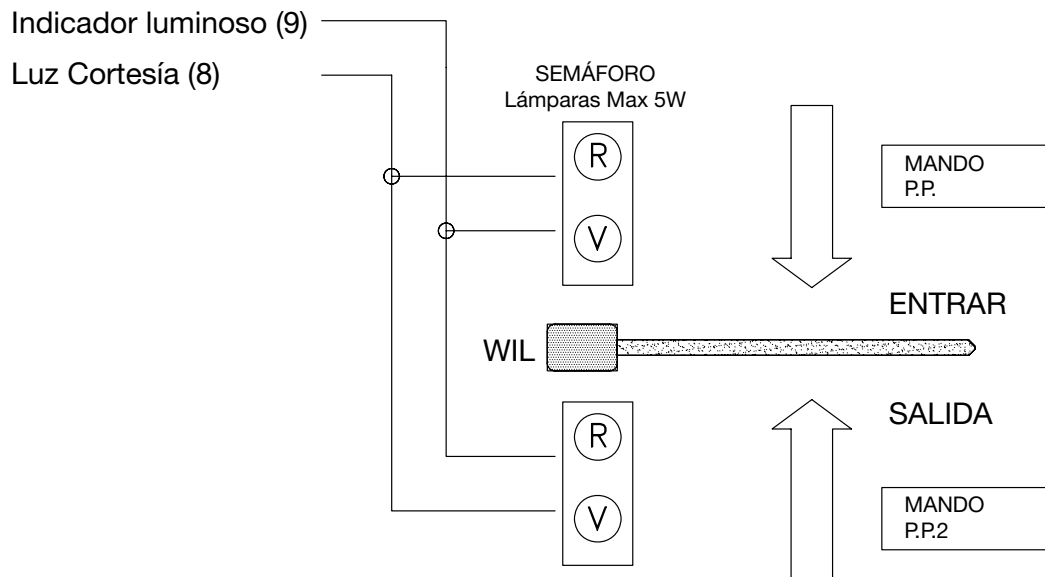 Indicador luminoso (9)
Luz Cortesía (8)
SEMÁFORO
Lámparas Max 5W
R
V
MANDO
P.P.
ENTRAR
WIL
SALIDA
R
V
MANDO
P.P.2